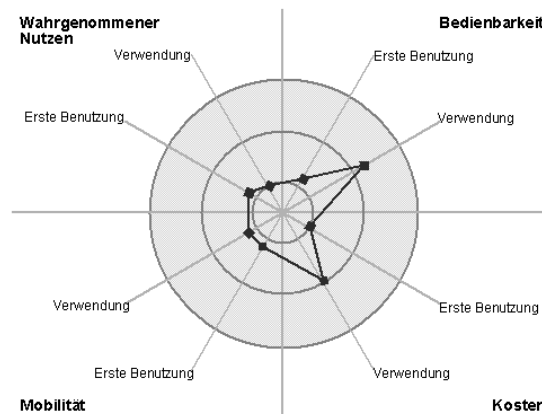 Wahrgenommener
Nutzen
Bedienbarkeit
Verwendung
Erste Benutzung
Erste Benutzung
Verwendung
Verwendung
Erste Benutzung
Erste Benutzung
Verwendung
Mobilität
Kosten